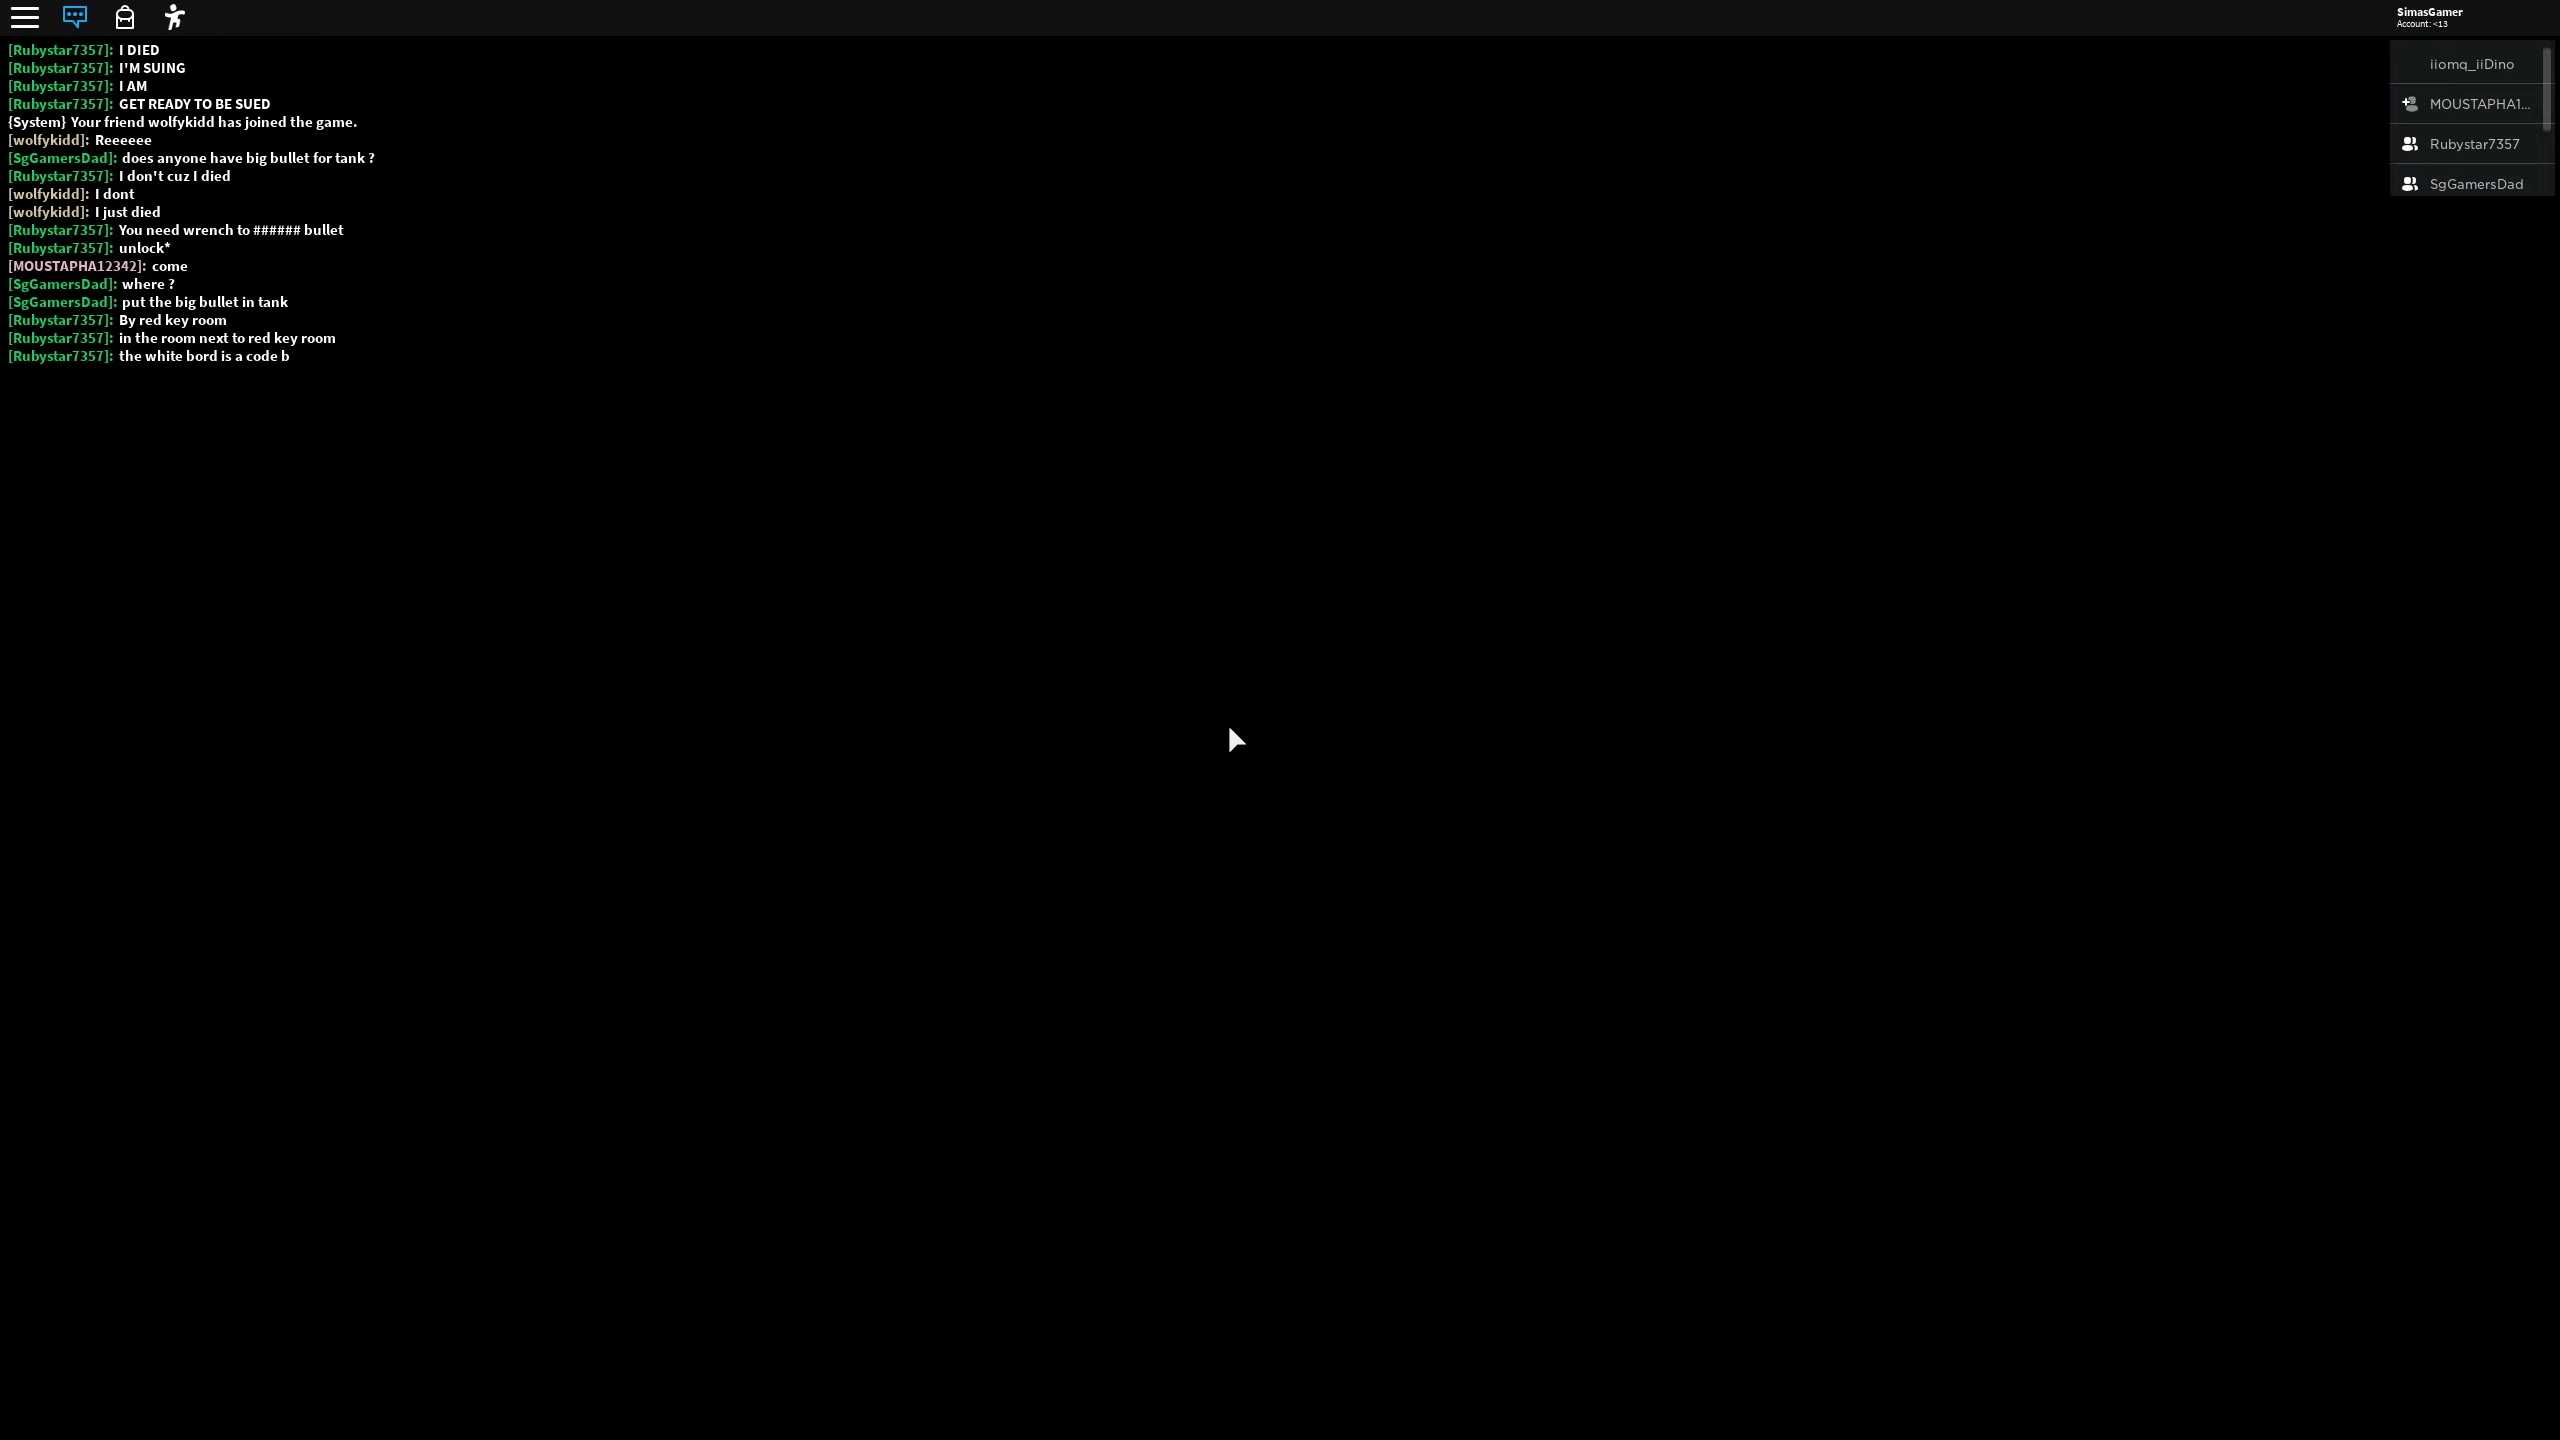 SimasGamer
Account: <13
[Rubystar7357]: I DIED
[Rubystar7357]: I'M SUING
[Rubystar7357]: I AM
[Rubystar7357]: GET READY TO BE SUED
{System} Your friend wolfykidd has joined the game.
[wolfykidd]: Reeeeee
[SgGamersDad]: does anyone have big bullet for tank ?
[Rubystar7357]: I don't cuz I died
[wolfykidd]: I dont
[wolfykidd]: I just died
[Rubystar7357]: You need wrench to ###### bullet
[Rubystar7357]: unlock*
[MOUSTAPHA12342]: come
[SgGamersDad]: where ?
[SgGamersDad]: put the big bullet in tank
[Rubystar7357]: By red key room
[Rubystar7357]: in the room next to red key room
[Rubystar7357]: the white bord is a code b
iiomq_iiDino
MOUSTAPHA1...
Rubystar7357
SgGamersDad